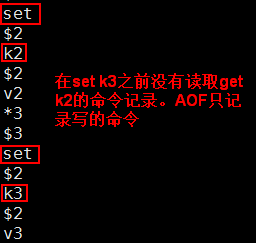 set
$2
k2
$2
v2
*3
$3
set
$2
k3
$2
v3
在set k3之前没有读取get
k2的命令记录。AOF只记
录写的命令